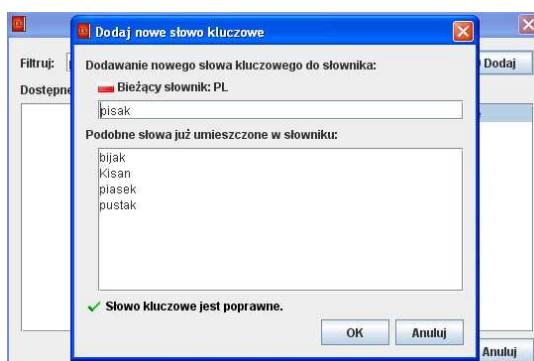 Dodaj nowe słowo kluczowe
Filtruj:
Dodaj
Dostępne
Dodawanie nowego słowa kluczowego do słownika:
Bieżący słownik: PL
pisak
Podobne słowa już umieszczone w słowniku:
bijak
Kisan
piasek
pustak
Słowo kluczowe jest poprawne.
OK
Anuluj
Anuluj